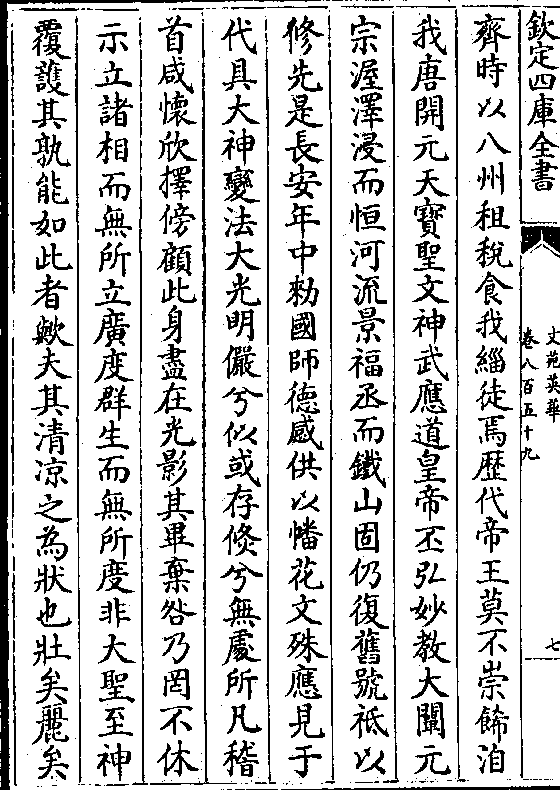 欽定四庫全書
文苑英華
卷八百五十九
七
齊時以八州租稅食我緇徒焉歷代帝王莫不崇餙洎
我唐開元天寶聖文神武應道皇帝丕弘妙教大闡元
宗渥澤浸而恒河流景福丞而鐵山固仍復舊號袛以
修先是長安年中勑國師德感供以幡花文殊應見于
代具大神變法大光明儼兮似或存倐兮無處所凡稽
首咸懷欣擇傍顧此身盡在光影其畢棄咎乃罔不休
示立諸相而無所立廣度群生而無所度非大聖至神
覆護其孰能如此者歟夫其清凉之為狀也壯矣麗矣